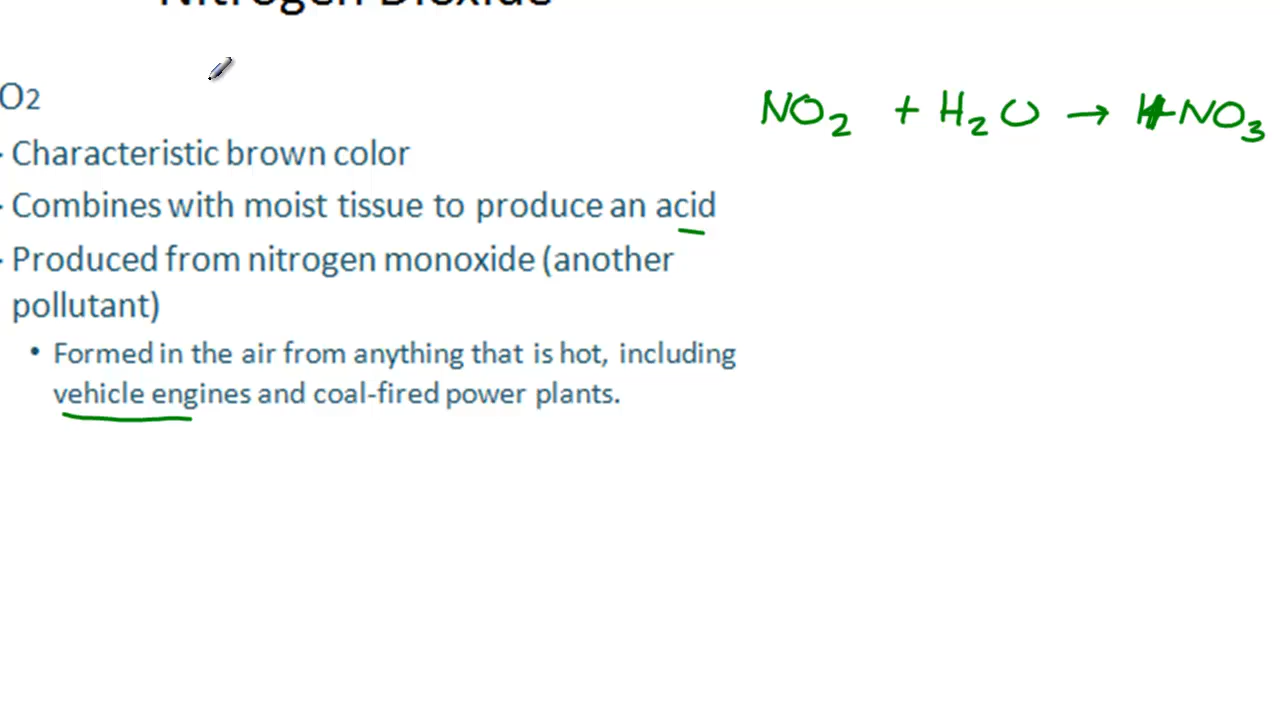 Nitrogen Dioxide
O2
NO2 + H2O → HNO3
- Characteristic brown color
- Combines with moist tissue to produce an acid
- Produced from nitrogen monoxide (another
pollutant)
• Formed in the air from anything that is hot, including
vehicle engines and coal-fired power plants.